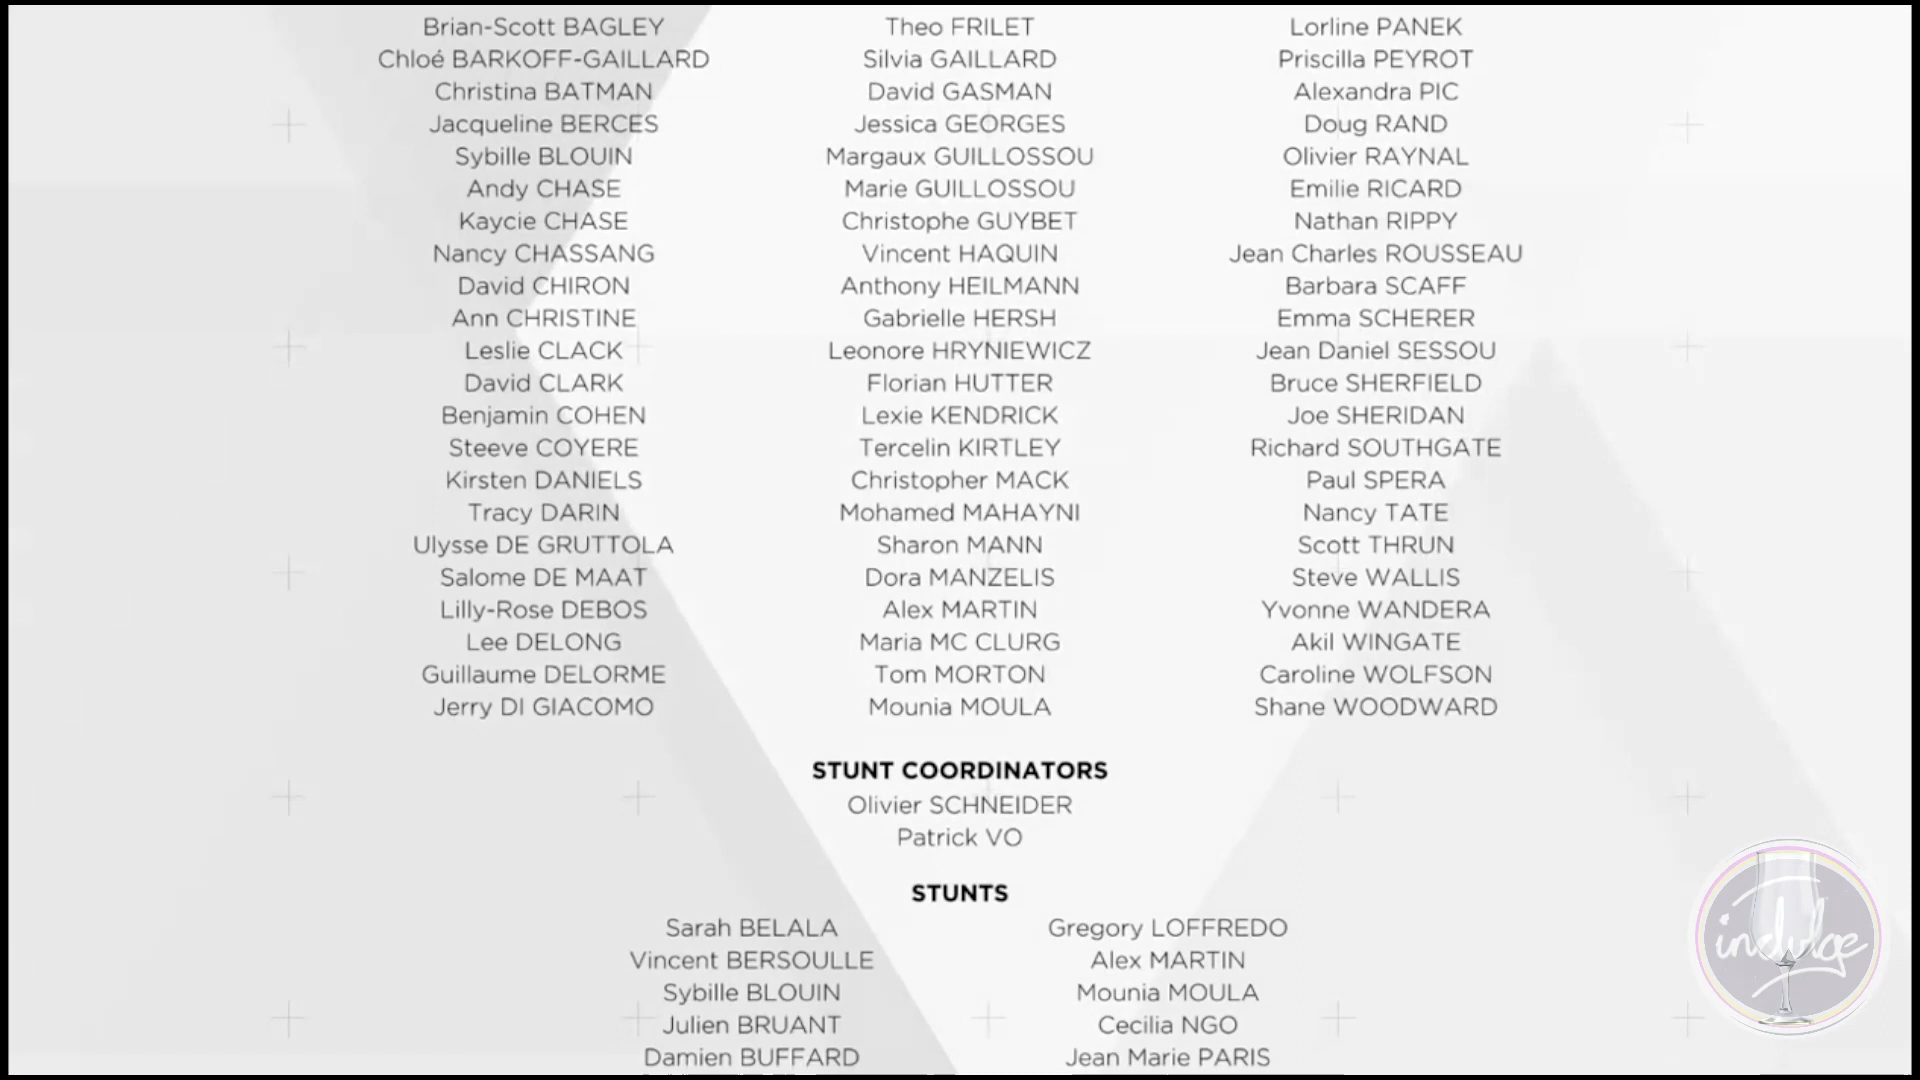 Brian-Scott BAGLEY
Chloé BARKOFF-GAILLARD
Christina BATMAN
Jacqueline BERCES
Sybille BLOUIN
Andy CHASE
Kaycie CHASE
Nancy CHASSANG
David CHIRON
Ann CHRISTINE
Leslie CLACK
David CLARK
Benjamin COHEN
Steeve COYERE
Kirsten DANIELS
Tracy DARIN
Ulysse DE GRUTTOLA
Salome DE MAAT
Lilly-Rose DEBOS
Lee DELONG
Guillaume DELORME
Jerry DI GIACOMO
Theo FRILET
Silvia GAILLARD
David GASMAN
Jessica GEORGES
Margaux GUILLOSSOU
Marie GUILLOSSOU
Christophe GUYBET
Vincent HAQUIN
Anthony HEILMANN
Gabrielle HERSH
Leonore HRYNIEWICZ
Florian HUTTER
Lexie KENDRICK
Tercelin KIRTLEY
Christopher MACK
Mohamed MAHAYNI
Sharon MANN
Dora MANZELIS
Alex MARTIN
Maria MC CLURG
Tom MORTON
Mounia MOULA
Lorline PANEK
Priscilla PEYROT
Alexandra PIC
Doug RAND
Olivier RAYNAL
Emilie RICARD
Nathan RIPPY
Jean Charles ROUSSEAU
Barbara SCAFF
Emma SCHERER
Jean Daniel SESSOU
Bruce SHERFIELD
Joe SHERIDAN
Richard SOUTHGATE
Paul SPERA
Nancy TATE
Scott THRUN
Steve WALLIS
Yvonne WANDERA
Akil WINGATE
Caroline WOLFSON
Shane WOODWARD
STUNT COORDINATORS
Olivier SCHNEIDER
Patrick VO
STUNTS
Sarah BELALA
Vincent BERSOULLE
Sybille BLOUIN
Julien BRUANT
Damien BUFFARD
Gregory LOFFREDO
Alex MARTIN
Mounia MOULA
Cecilia NGO
Jean Marie PARIS
indulge